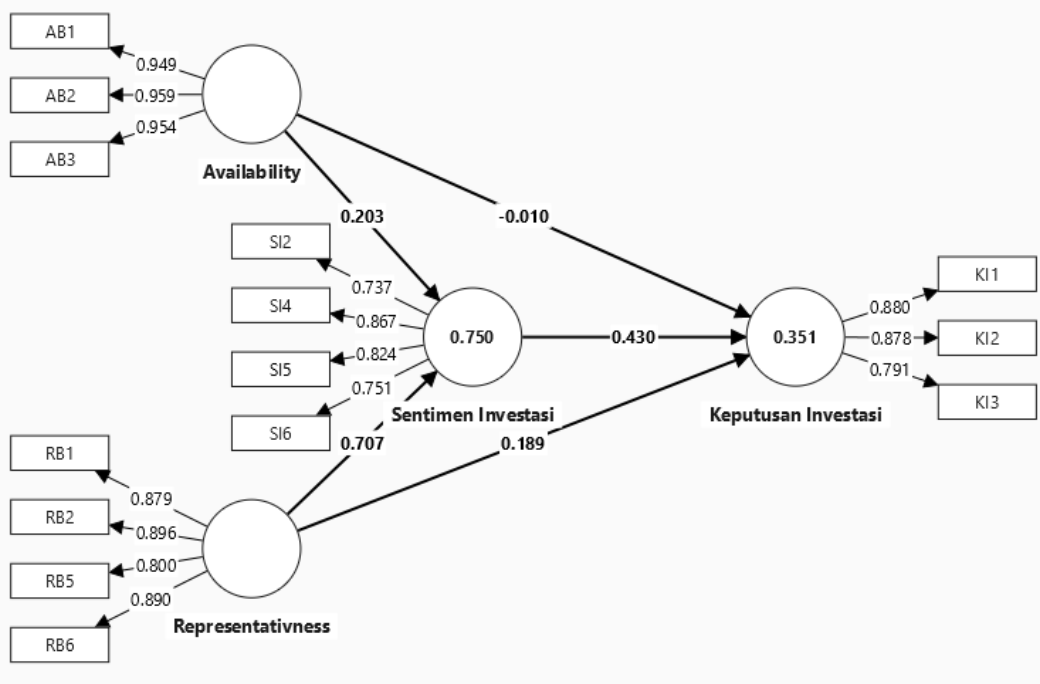 AB1
0.949
AB2
0.959
AB3
0.954
Availability
0.203
-0.010
SI2
0.737
SI4
0.867
SI5
0.824
SI6
0.751
0.750
Sentimen Investasi
0.430
0.351
Keputusan Investasi
KI1
0.880
KI2
0.878
KI3
0.791
0.707
0.189
RB1
0.879
RB2
0.896
RB5
0.800
RB6
0.890
Representativness